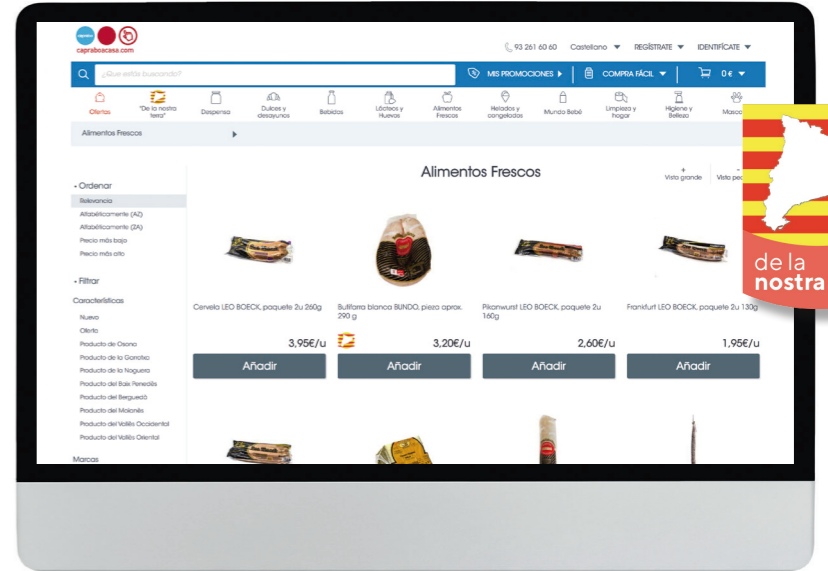 caprabo
capraboacasa.com
93 261 60 60
Castellano
REGÍSTRATE
IDENTIFÍCATE
¿Que estás buscando?
MIS PROMOCIONES
COMPRA FÁCIL
0 €
Ofertas
"De la nostra terra"
Despensa
Dulces y desayunos
Bebidas
Lácteos y Huevos
Alimentos Frescos
Helados y congelados
Mundo Bebé
Limpieza y hogar
Higiene y Belleza
Alimentos Frescos
Alimentos Frescos
+
Vista grande
-
de la
nostra
- Ordenar
Relevancia
Alfabéticamente (AZ)
Alfabéticamente (ZA)
Precio más bajo
Precio más alto
- Filtrar
Características
Nuevo
Oferta
Producto de Osona
Producto de la Garrotxa
Producto de la Noguera
Producto del Baix Penedès
Producto del Berguedà
Producto del Moianès
Producto del Vallès Occidental
Producto del Vallès Oriental
Marcas
Cervela LEO BOECK, paquete 2u 260g
3,95€/u
Añadir
Butifarra blanca BUNDO, pieza aprox. 290 g
3,20€/u
Añadir
Pikanwurst LEO BOECK, paquete 2u 160g
2,60€/u
Añadir
Frankfurt LEO BOECK, paquete 2u 130g
1,95€/u
Añadir